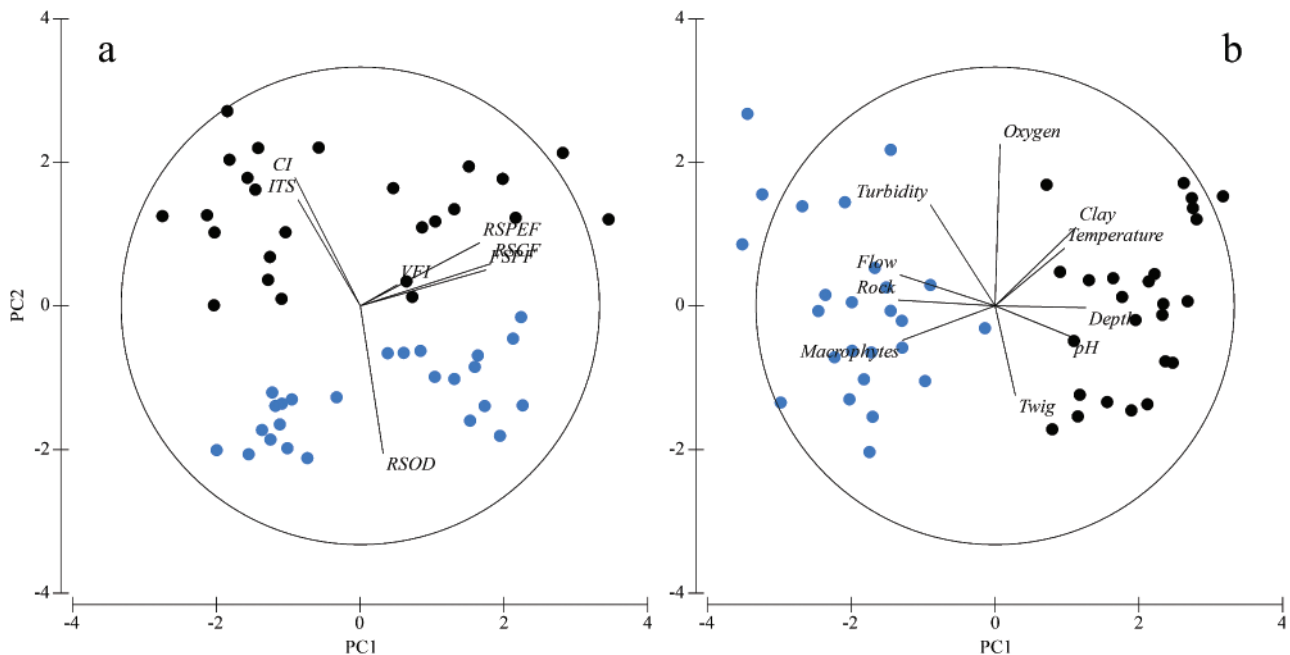 a
b
4
2
0
-2
-4
PC2
-4
-2
0
2
4
PC1
CI
ITS
RSPEF
RSCF
FSPF
VFI
RSOD
4
2
0
-2
-4
-4
-2
0
2
4
PC1
Oxygen
Turbidity
Clay
Temperature
Flow
Rock
Depth
Macrophytes
pH
Twig